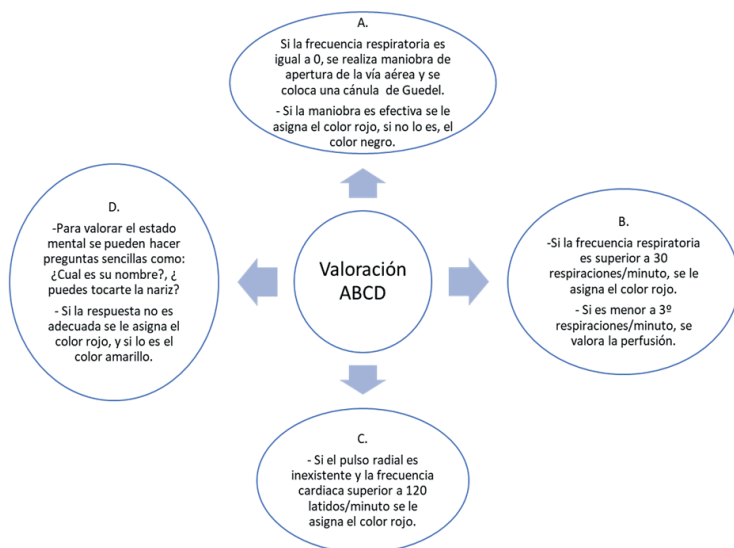 A.
Si la frecuencia respiratoria es
igual a 0, se realiza maniobra de
apertura de la vía aérea y se
coloca una cánula de Guedel.
- Si la maniobra es efectiva se le
asigna el color rojo, si no lo es, el
color negro.
D.
-Para valorar el estado
mental se pueden hacer
preguntas sencillas como:
¿Cual es su nombre?, ¿
puedes tocarte la nariz?
- Si la respuesta no es
adecuada se le asigna el
color rojo, y si lo es el
color amarillo.
Valoración
ABCD
B.
-Si la frecuencia respiratoria
es superior a 30
respiraciones/minuto, se le
asigna el color rojo.
- Si es menor a 3º
respiraciones/minuto, se
valora la perfusión.
C.
- Si el pulso radial es
inexistente y la frecuencia
cardiaca superior a 120
latidos/minuto se le
asigna el color rojo.